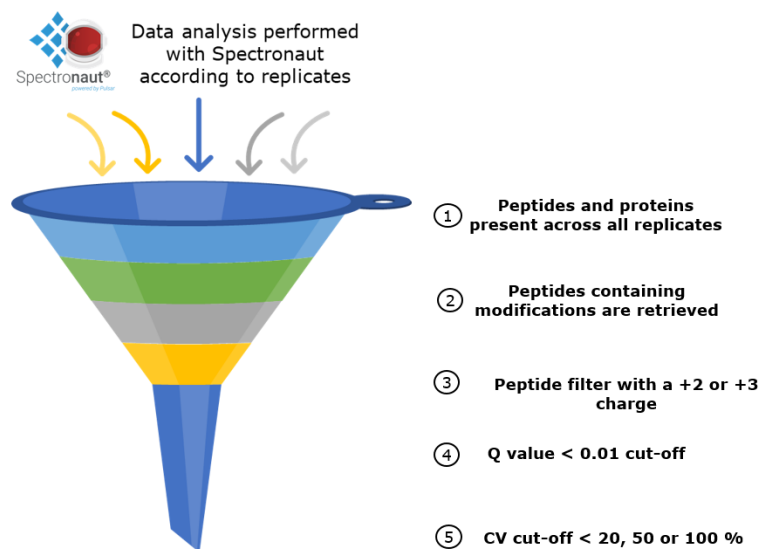 Data analysis performed
with Spectronaut
according to replicates
Spectronaut®
powered by Pulsar
1 Peptides and proteins
present across all replicates
2 Peptides containing
modifications are retrieved
3 Peptide filter with a +2 or +3
charge
4 Q value < 0.01 cut-off
5 CV cut-off < 20, 50 or 100 %